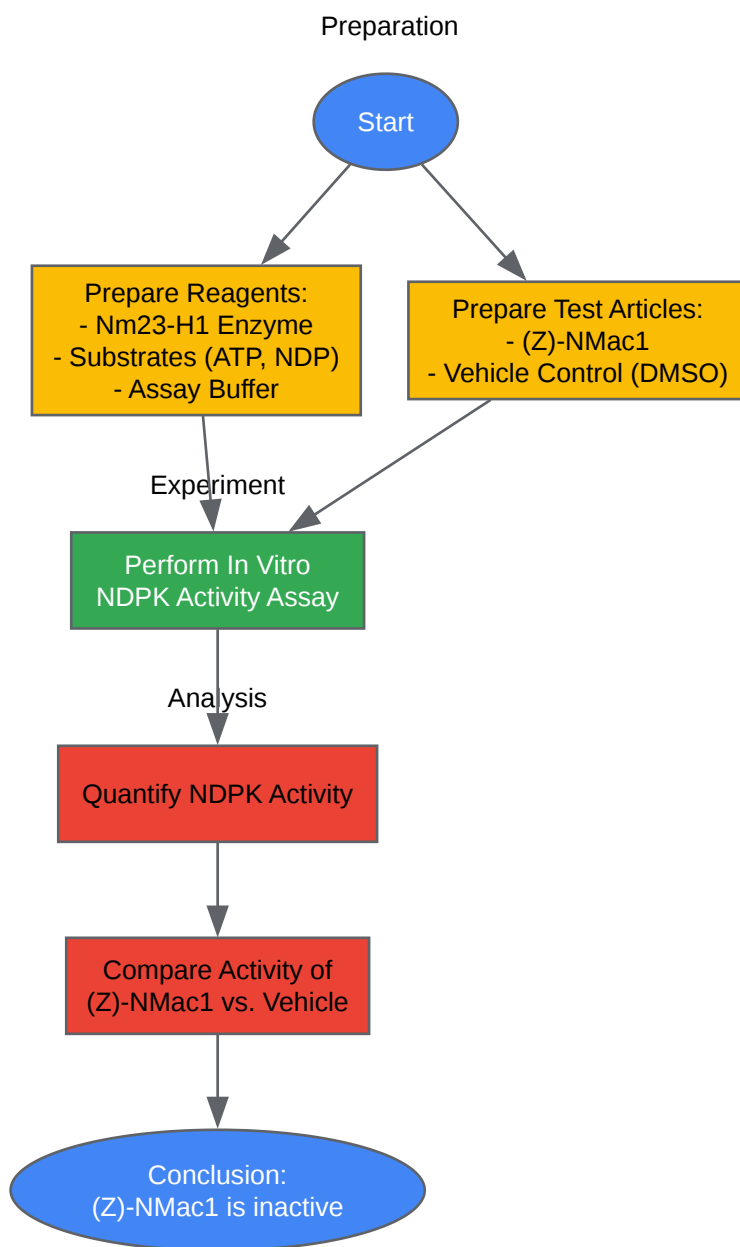 Preparation
Start
Prepare Reagents:
- Nm23-H1 Enzyme
- Substrates (ATP, NDP)
- Assay Buffer
Prepare Test Articles:
- (Z)-NMac1
- Vehicle Control (DMSO)
Experiment
Perform In Vitro
NDPK Activity Assay
Analysis
Quantify NDPK Activity
Compare Activity of
(Z)-NMac1 vs. Vehicle
Conclusion:
(Z)-NMac1 is inactive